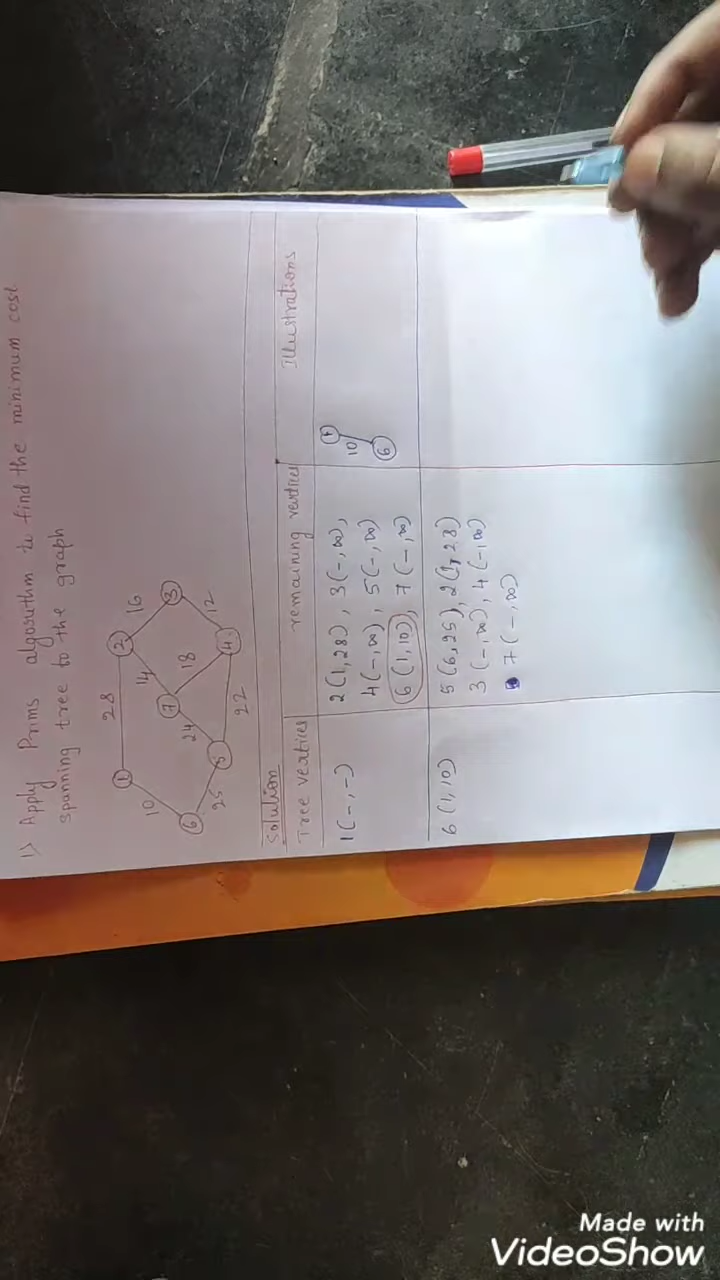 1) Apply Prims algorithm to find the minimum cost
spanning tree to the graph
28
16
10
14
18
12
24
25
22
1
2
3
7
4
5
6
Solution
Tree vertices
remaining vertices
Illustrations
1 (-, -)
2 (1, 28), 3 (-, ∞),
4 (-, ∞), 5 (-, ∞)
6 (1, 10), 7 (-, ∞)
1
10
6
6 (1, 10)
5 (6, 25), 2 (1, 28)
3 (-, ∞), 4 (-, ∞)
7 (-, ∞)
Made with
VideoShow